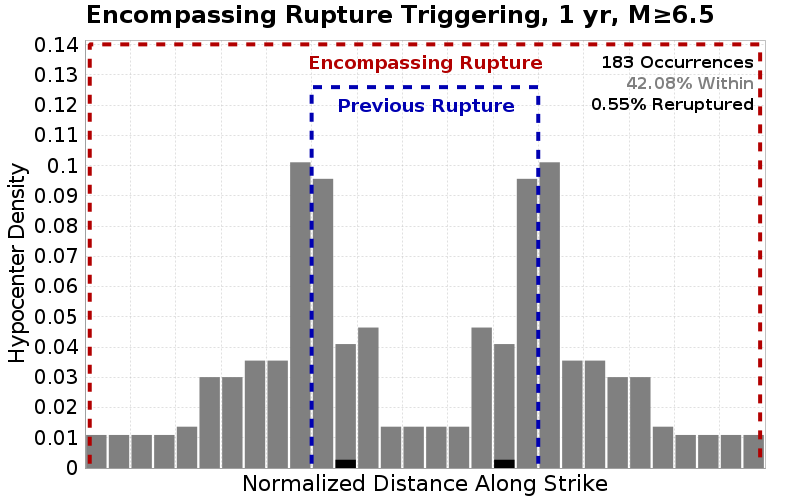 Encompassing Rupture Triggering, 1 yr, M≥6.5
0.14
0.13
0.12
0.11
0.1
0.09
0.08
0.07
0.06
0.05
0.04
0.03
0.02
0.01
0
Hypocenter Density
Encompassing Rupture
Previous Rupture
183 Occurrences
42.08% Within
0.55% Reruptured
Normalized Distance Along Strike